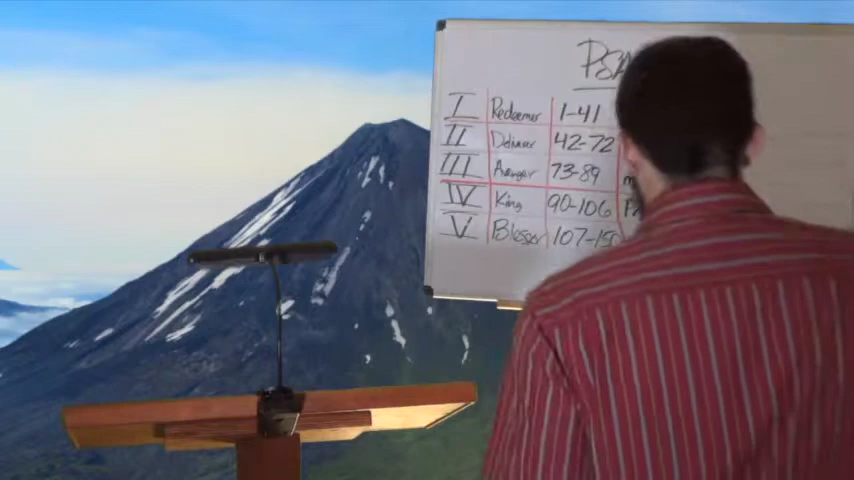 PSA
I Redeemer 1-41
II Deliverer 42-72
III Avenger 73-89
IV King 90-106
V Blesser 107-150